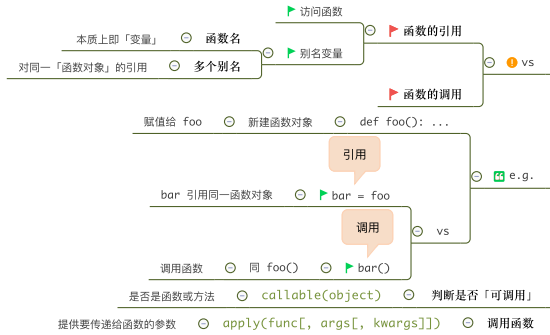 访问函数
函数的引用
本质上即「变量」 函数名
别名变量
对同一「函数对象」的引用 多个别名
vs
函数的调用
赋值给 foo 新建函数对象 def foo(): ...
引用
e.g.
bar 引用同一函数对象 bar = foo
调用
vs
调用函数 同 foo() bar()
是否是函数或方法 callable(object) 判断是否「可调用」
提供要传递给函数的参数 apply(func[, args[, kwargs]]) 调用函数